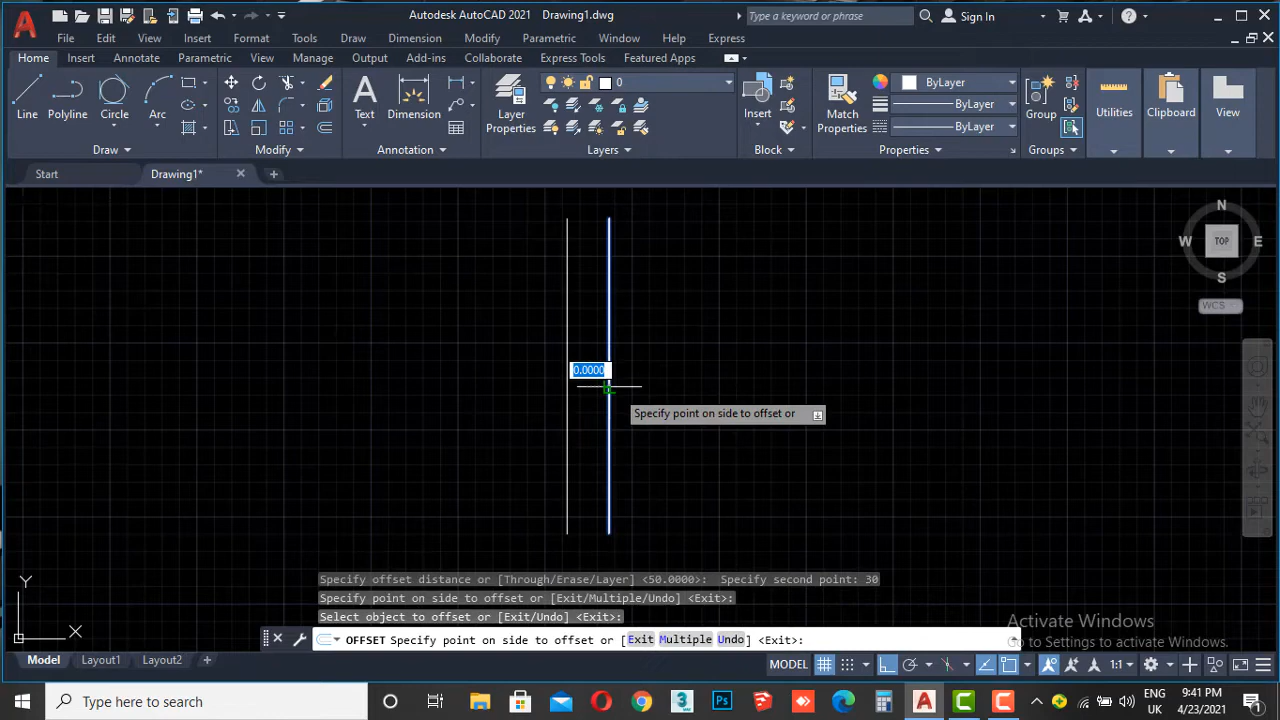 Autodesk AutoCAD 2021 Drawing1.dwg
Type a keyword or phrase
Sign In
File Edit View Insert Format Tools Draw Dimension Modify Parametric Window Help Express
Home Insert Annotate Parametric View Manage Output Add-ins Collaborate Express Tools Featured Apps
0
ByLayer
ByLayer
ByLayer
Line Polyline Circle Arc
Text Dimension
Layer Properties
Insert
Match Properties
Group
Utilities
Clipboard
View
Draw Modify Annotation Layers Block Properties Groups
Start Drawing1*
N
W TOP E
S
WCS
0.0000
Specify point on side to offset or
Y
X
Specify offset distance or [Through/Erase/Layer] <50.0000>: Specify second point: 30
Specify point on side to offset or [Exit/Multiple/Undo] <Exit>:
Select object to offset or [Exit/Undo] <Exit>:
OFFSET Specify point on side to offset or [Exit Multiple Undo] <Exit>:
Activate Windows
Go to Settings to activate Windows.
Model Layout1 Layout2 +
MODEL
1:1
Type here to search
3
Ps
A
C
C
ENG
UK
9:41 PM
4/23/2021
1